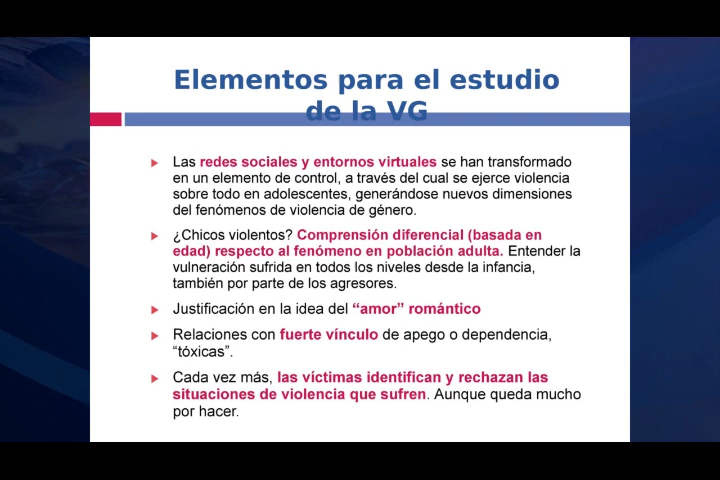 Elementos para el estudio
de la VG
Las redes sociales y entornos virtuales se han transformado
en un elemento de control, a través del cual se ejerce violencia
sobre todo en adolescentes, generándose nuevos dimensiones
del fenómenos de violencia de género.
¿Chicos violentos? Comprensión diferencial (basada en
edad) respecto al fenómeno en población adulta. Entender la
vulneración sufrida en todos los niveles desde la infancia,
también por parte de los agresores.
Justificación en la idea del “amor” romántico
Relaciones con fuerte vínculo de apego o dependencia,
“tóxicas”.
Cada vez más, las víctimas identifican y rechazan las
situaciones de violencia que sufren. Aunque queda mucho
por hacer.